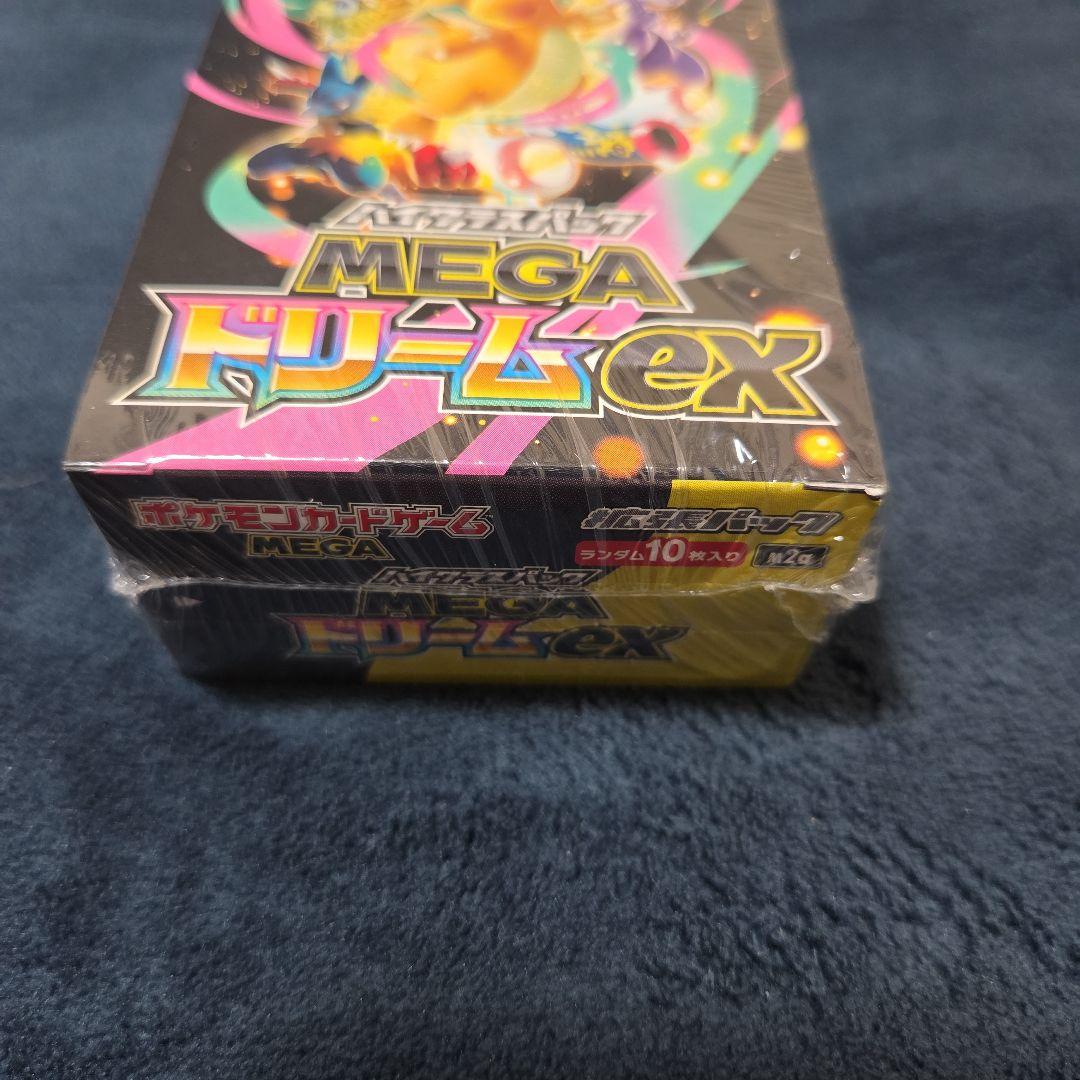 ハイクラスパック
MEGA
ドリームex
ポケモンカードゲーム
MEGA
拡張パック
ランダム10枚入り
M2a
ハイクラスパック
MEGA
ドリームex